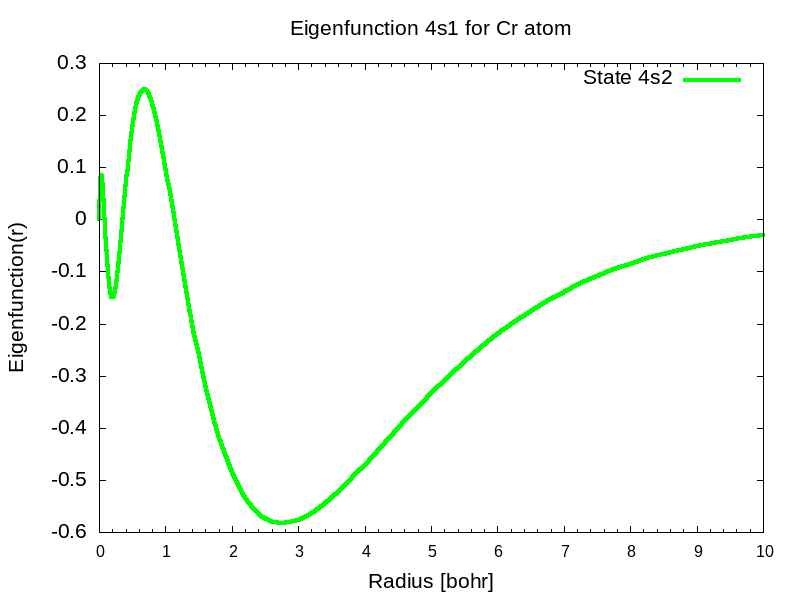 Eigenfunction 4s1 for Cr atom
State 4s2
0.3
0.2
0.1
0
-0.1
-0.2
-0.3
-0.4
-0.5
-0.6
Eigenfunction(r)
0 1 2 3 4 5 6 7 8 9 10
Radius [bohr]